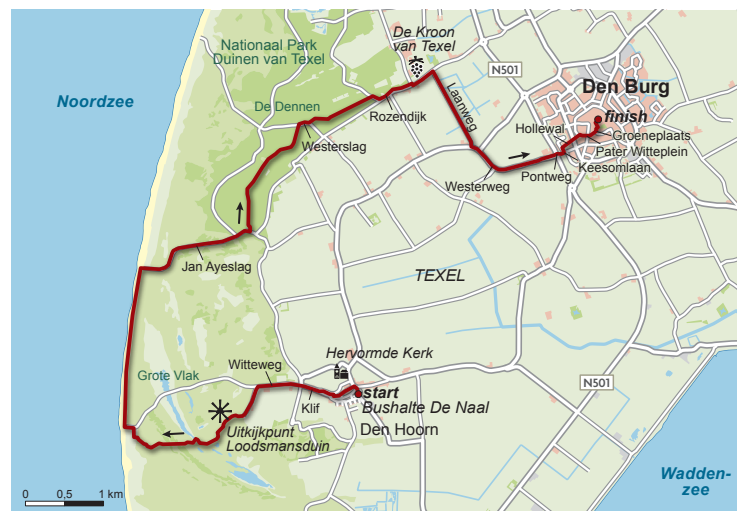 De Kroon
van Texel
Nationaal Park
Duinen van Texel
N501
Noordzee
De Dennen
Den Burg
finish
Laanweg
Rozendijk
Hollewal
Groeneplaats
Westerslag
Pater Witteplein
Keesomlaan
Pontweg
Westerweg
Jan Ayeslag
TEXEL
Hervormde Kerk
Grote Vlak
Witteweg
start
N501
Klif
Bushalte De Naal
Uitkijkpunt
Loodsmansduin
Den Hoorn
Wadden-
zee
0 0,5 1 km